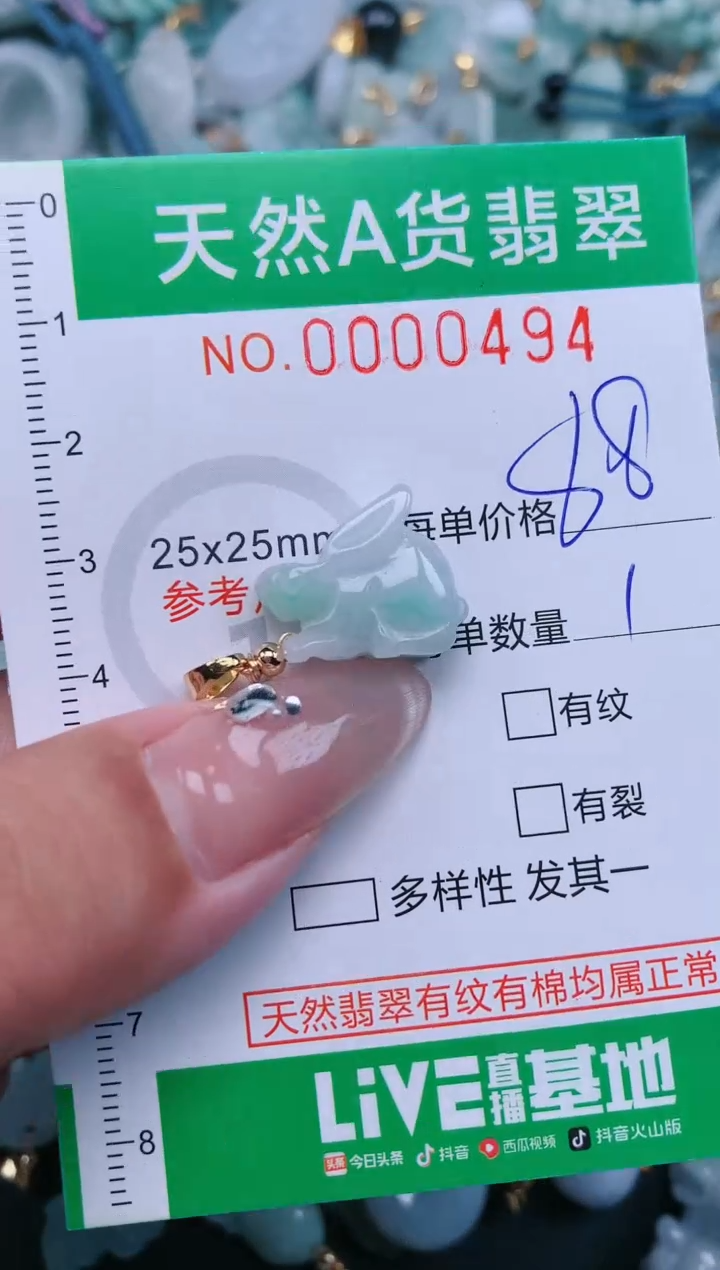 天然A货翡翠
NO.0000494
每单价格 88
25x25mm
参考
单数量 1
有纹
有裂
多样性 发其一
天然翡翠有纹有棉均属正常
LiVE直播基地
头条 今日头条 抖音 西瓜视频 抖音火山版
0
1
2
3
4
7
8